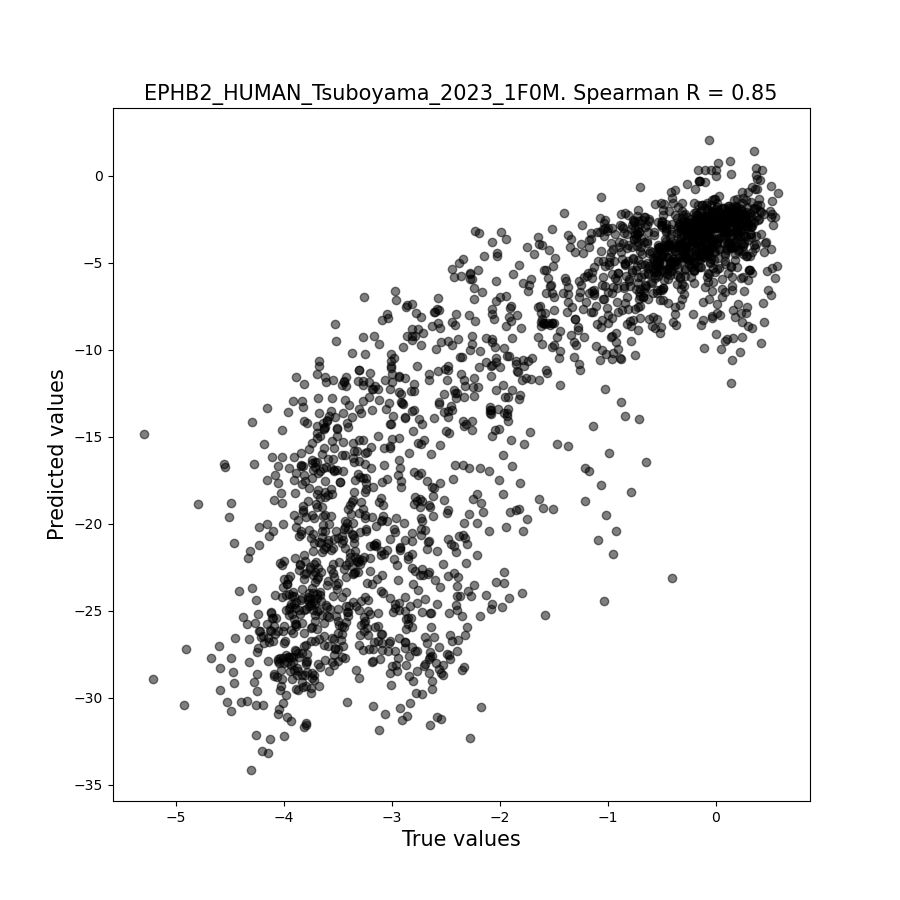 EPHB2_HUMAN_Tsuboyama_2023_1F0M. Spearman R = 0.85
0
−5
−10
−15
−20
−25
−30
−35
Predicted values
−5 −4 −3 −2 −1 0
True values